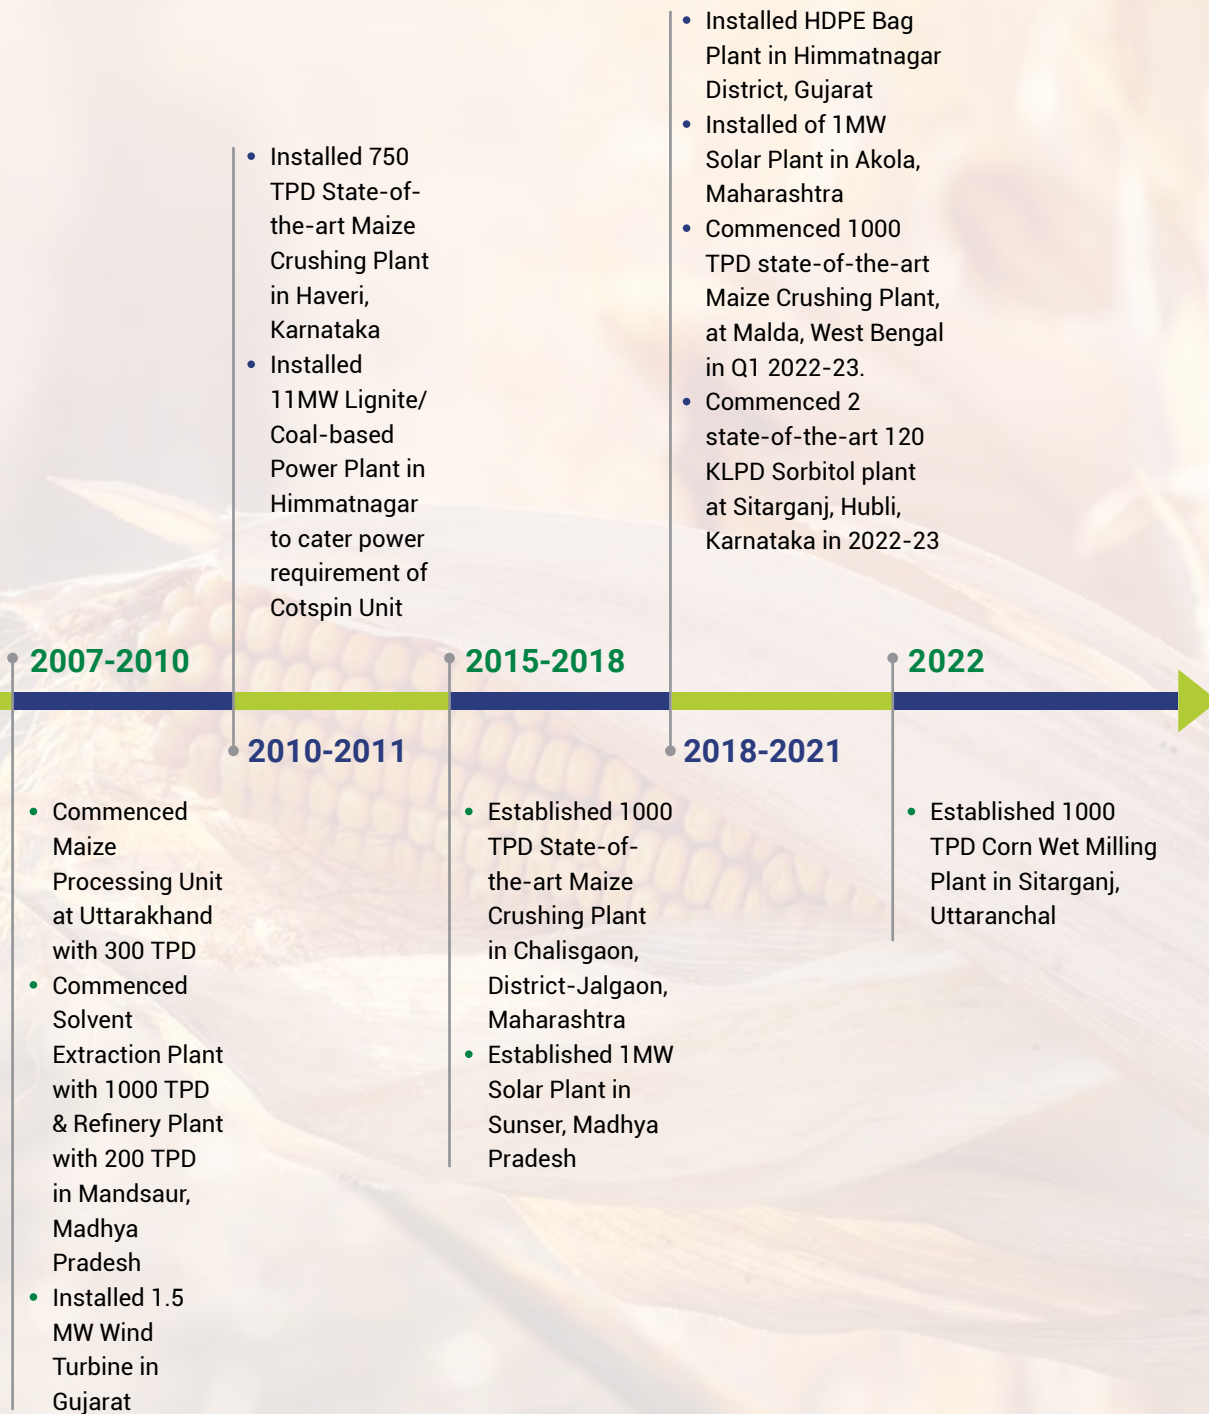 2007-2010
• Commenced
Maize
Processing Unit
at Uttarakhand
with 300 TPD
• Commenced
Solvent
Extraction Plant
with 1000 TPD
& Refinery Plant
with 200 TPD
in Mandsaur,
Madhya
Pradesh
• Installed 1.5
MW Wind
Turbine in
Gujarat
• Installed 750
TPD State-of-
the-art Maize
Crushing Plant
in Haveri,
Karnataka
• Installed
11MW Lignite/
Coal-based
Power Plant in
Himmatnagar
to cater power
requirement of
Cotspin Unit
2010-2011
2015-2018
• Established 1000
TPD State-of-
the-art Maize
Crushing Plant
in Chalisgaon,
District-Jalgaon,
Maharashtra
• Established 1MW
Solar Plant in
Sunser, Madhya
Pradesh
• Installed HDPE Bag
Plant in Himmatnagar
District, Gujarat
• Installed of 1MW
Solar Plant in Akola,
Maharashtra
• Commenced 1000
TPD state-of-the-art
Maize Crushing Plant,
at Malda, West Bengal
in Q1 2022-23.
• Commenced 2
state-of-the-art 120
KLPD Sorbitol plant
at Sitarganj, Hubli,
Karnataka in 2022-23
2018-2021
2022
• Established 1000
TPD Corn Wet Milling
Plant in Sitarganj,
Uttaranchal